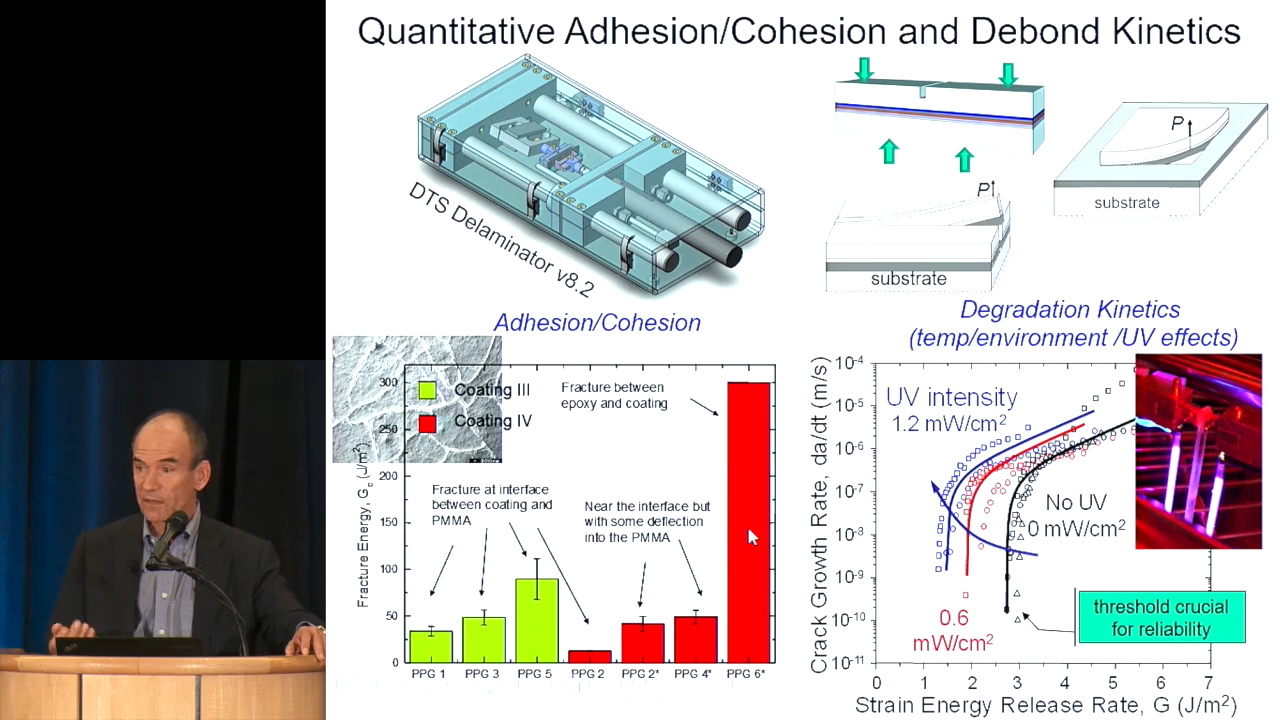 Quantitative Adhesion/Cohesion and Debond Kinetics
DTS Delaminator v8.2
P
substrate
P
substrate
Adhesion/Cohesion
Degradation Kinetics
(temp/environment /UV effects)
Fracture Energy, Gc (J/m²)
300
250
200
150
100
50
0
Coating III
Coating IV
Fracture between
epoxy and coating
Fracture at interface
between coating and
PMMA
Near the interface but
with some deflection
into the PMMA
PPG 1
PPG 3
PPG 5
PPG 2
PPG 2*
PPG 4*
PPG 6*
Crack Growth Rate, da/dt (m/s)
10-4
10-5
10-6
10-7
10-8
10-9
10-10
10-11
UV intensity
1.2 mW/cm²
No UV
0 mW/cm²
0.6
mW/cm²
threshold crucial
for reliability
0 1 2 3 4 5 6 7
Strain Energy Release Rate, G (J/m²)